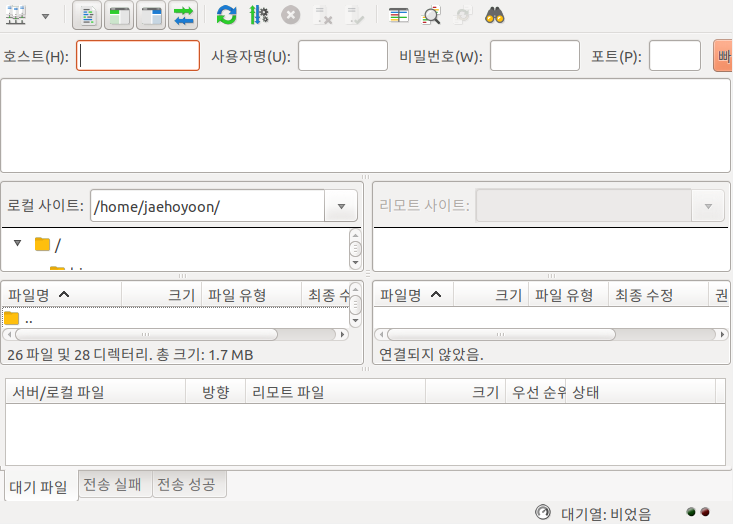 호스트(H): 사용자명(U): 비밀번호(W): 포트(P): 빠
로컬 사이트: /home/jaehoyoon/
리모트 사이트:
/
파일명 크기 파일 유형 최종 수
파일명 크기 파일 유형 최종 수정 권
..
26 파일 및 28 디렉터리. 총 크기: 1.7 MB
연결되지 않았음.
서버/로컬 파일 방향 리모트 파일 크기 우선 순위 상태
대기 파일 전송 실패 전송 성공
대기열: 비었음